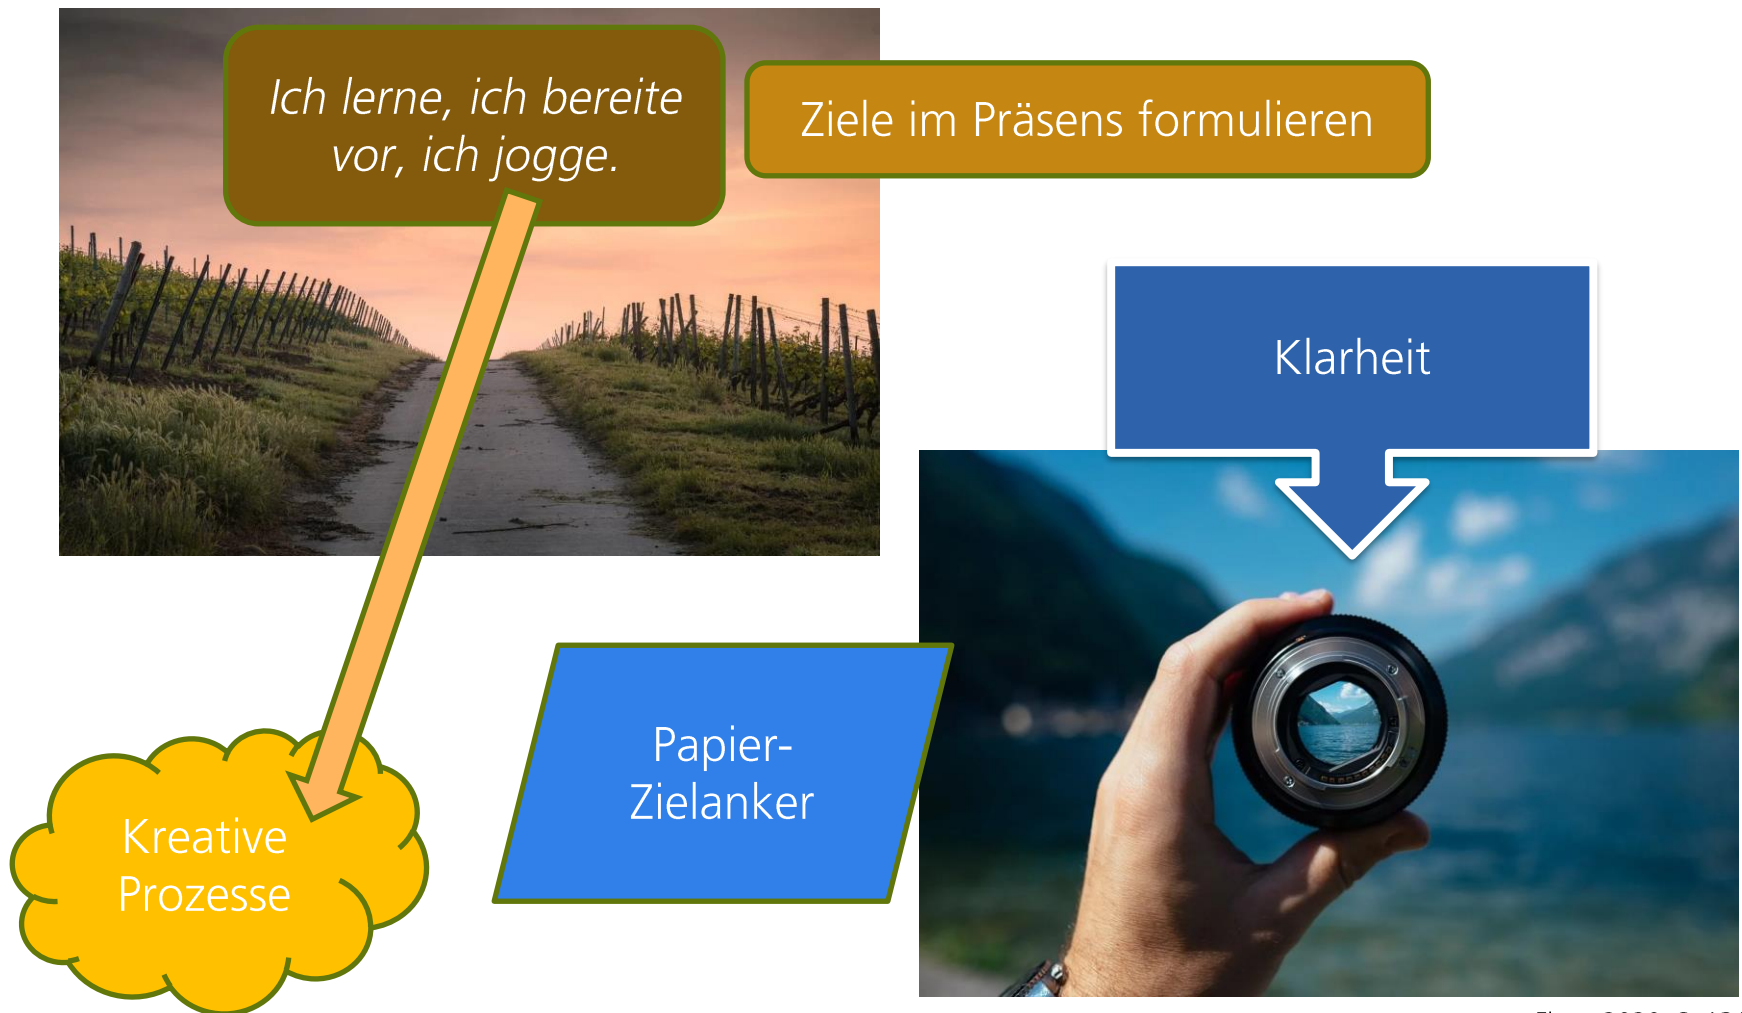 Ich lerne, ich bereite
vor, ich jogge.
Ziele im Präsens formulieren
Klarheit
Papier-
Zielanker
Kreative
Prozesse